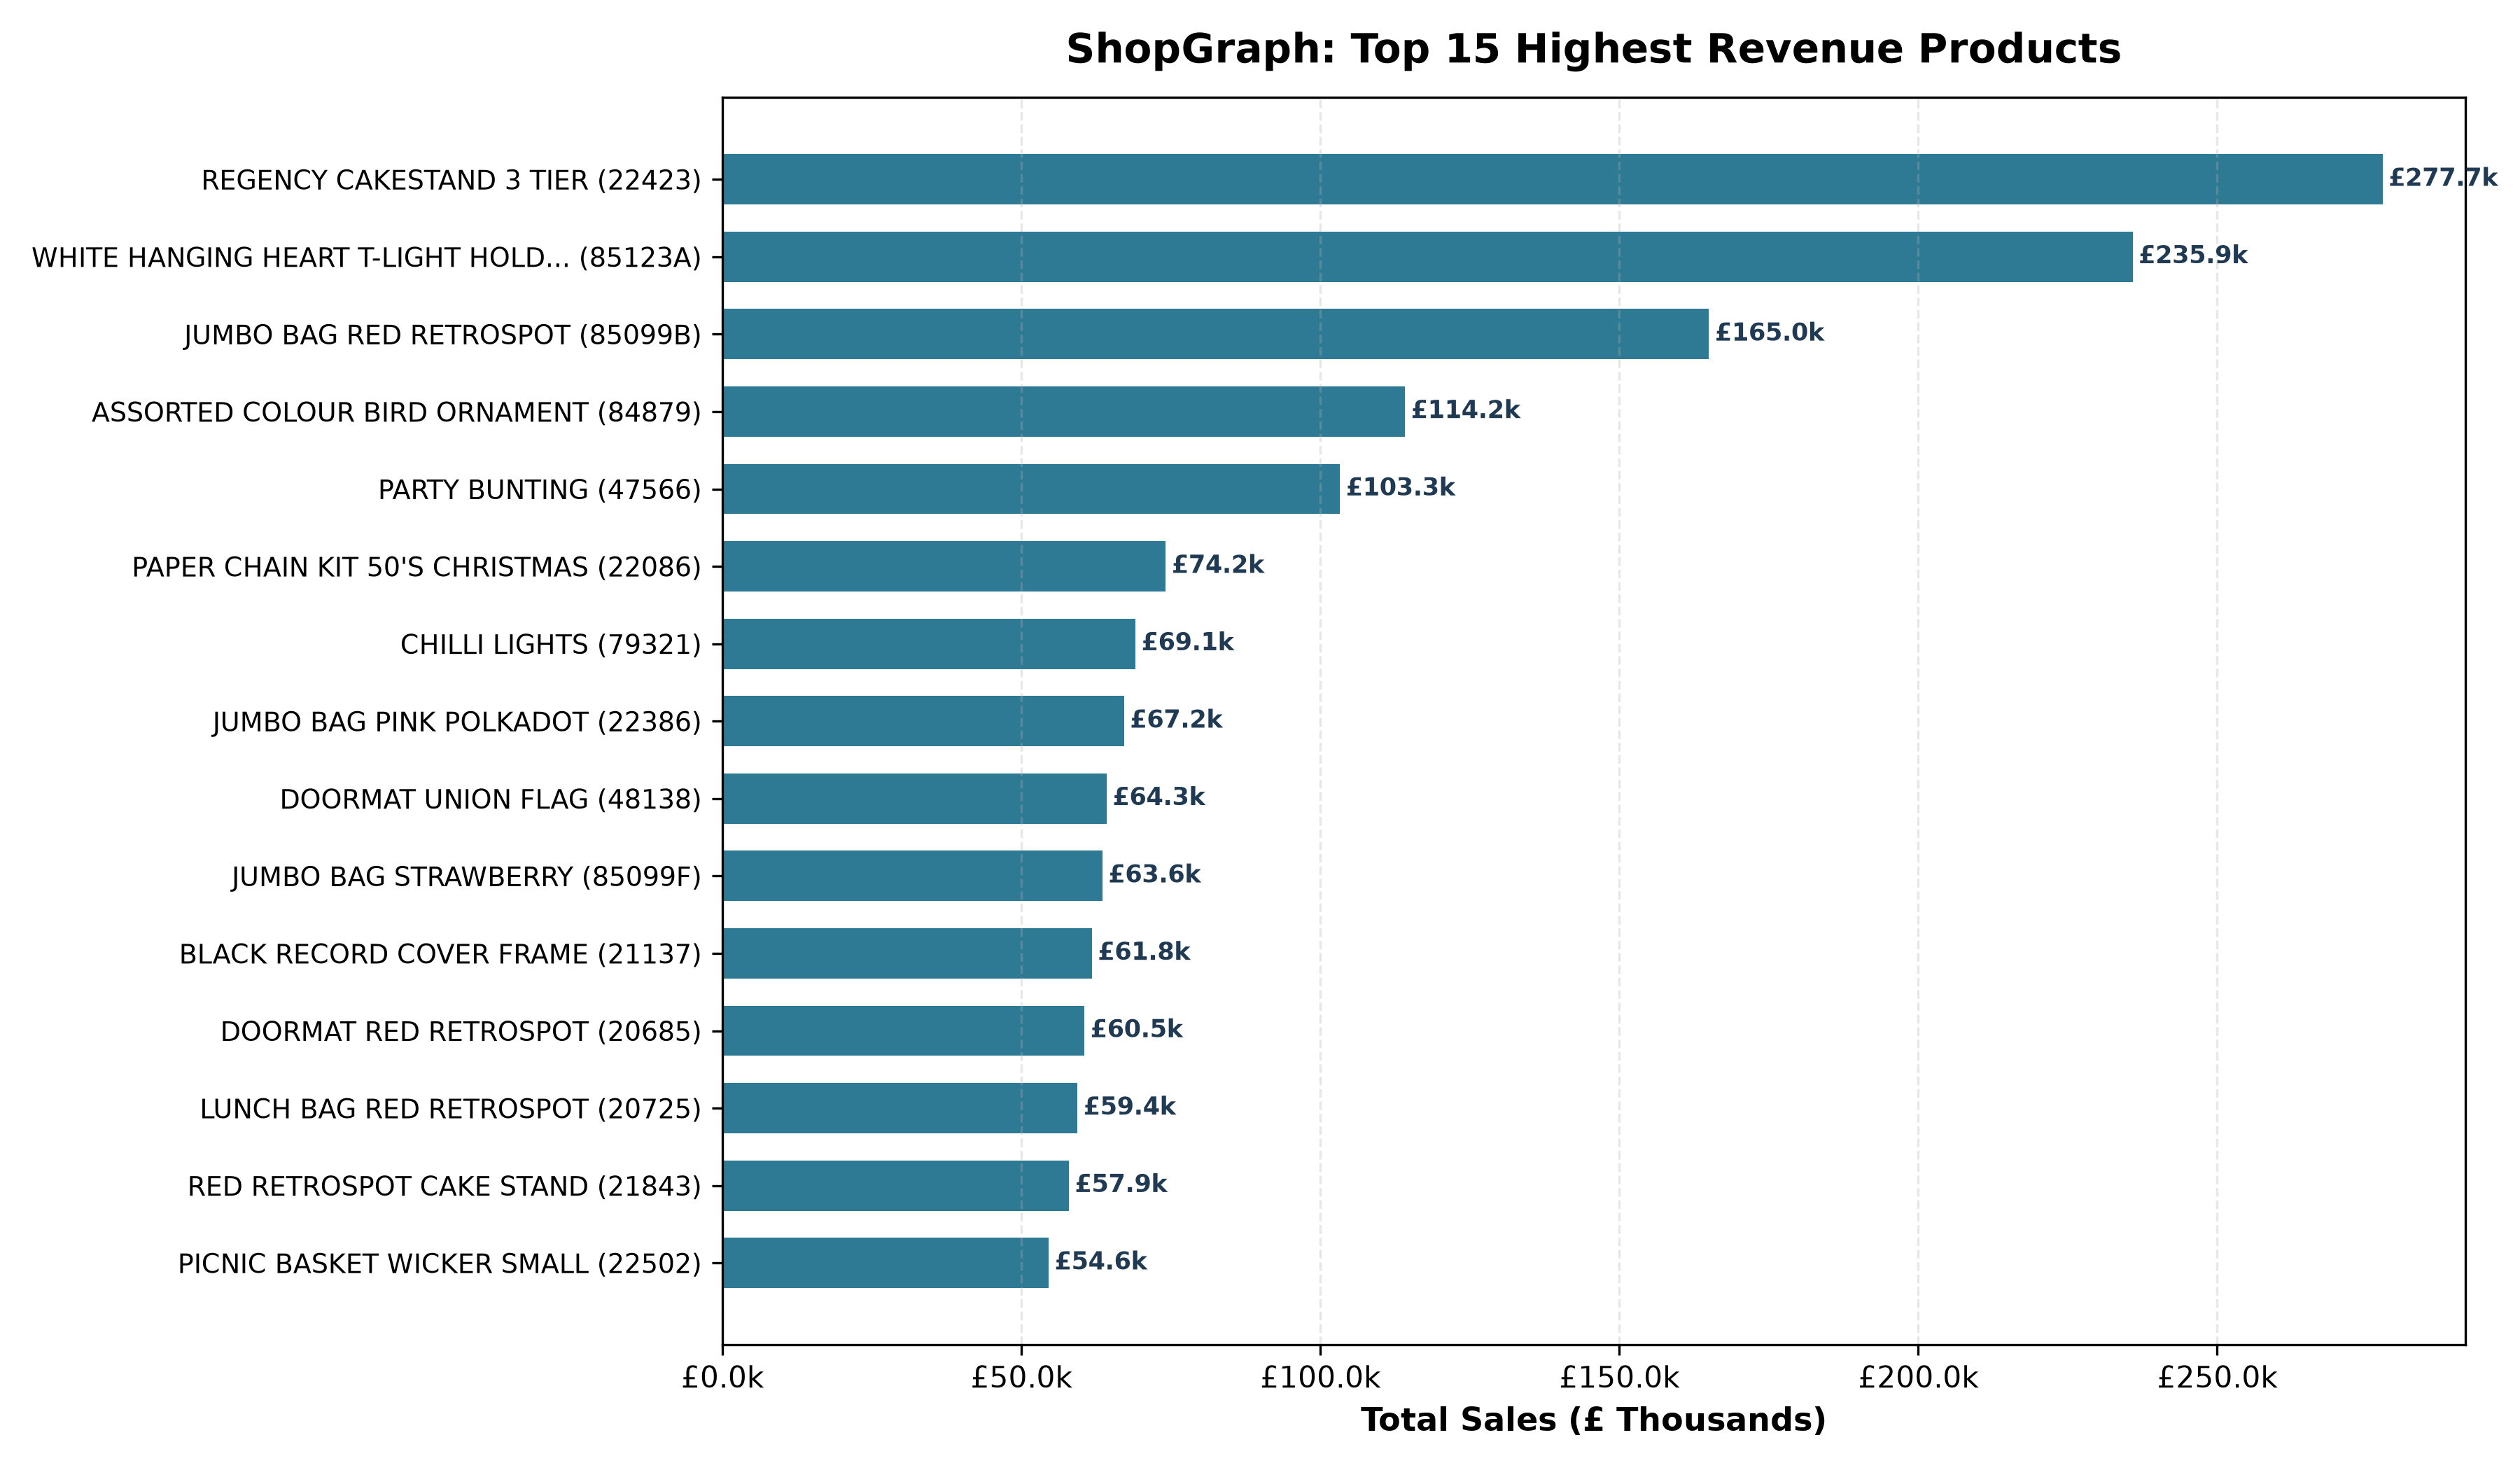 ShopGraph: Top 15 Highest Revenue Products
REGENCY CAKESTAND 3 TIER (22423) £277.7k
WHITE HANGING HEART T-LIGHT HOLD... (85123A) £235.9k
JUMBO BAG RED RETROSPOT (85099B) £165.0k
ASSORTED COLOUR BIRD ORNAMENT (84879) £114.2k
PARTY BUNTING (47566) £103.3k
PAPER CHAIN KIT 50'S CHRISTMAS (22086) £74.2k
CHILLI LIGHTS (79321) £69.1k
JUMBO BAG PINK POLKADOT (22386) £67.2k
DOORMAT UNION FLAG (48138) £64.3k
JUMBO BAG STRAWBERRY (85099F) £63.6k
BLACK RECORD COVER FRAME (21137) £61.8k
DOORMAT RED RETROSPOT (20685) £60.5k
LUNCH BAG RED RETROSPOT (20725) £59.4k
RED RETROSPOT CAKE STAND (21843) £57.9k
PICNIC BASKET WICKER SMALL (22502) £54.6k
£0.0k £50.0k £100.0k £150.0k £200.0k £250.0k
Total Sales (£ Thousands)